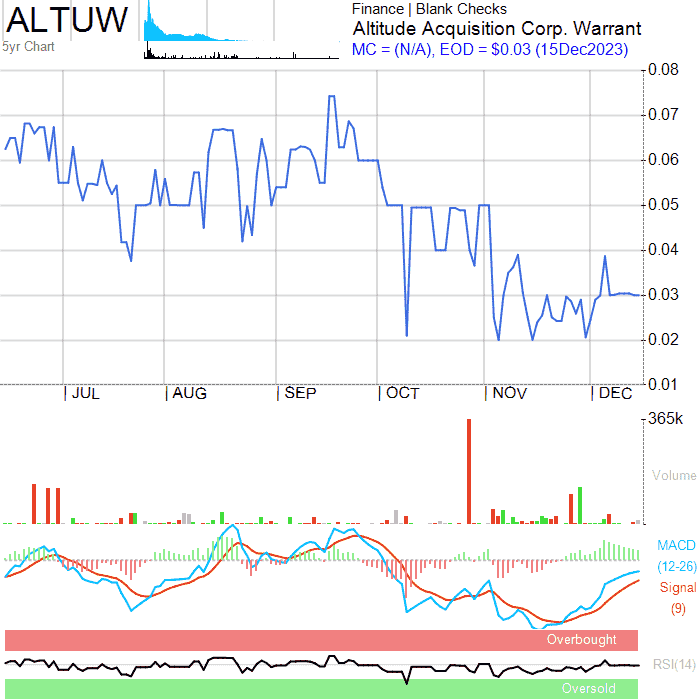 ALTUW
5yr Chart
Finance | Blank Checks
Altitude Acquisition Corp. Warrant
MC = (N/A), EOD = $0.03 (15Dec2023)
0.08
0.07
0.06
0.05
0.04
0.03
0.02
0.01
JUL AUG SEP OCT NOV DEC
365k
Volume
MACD
(12-26)
Signal
(9)
Overbought
RSI(14)
Oversold